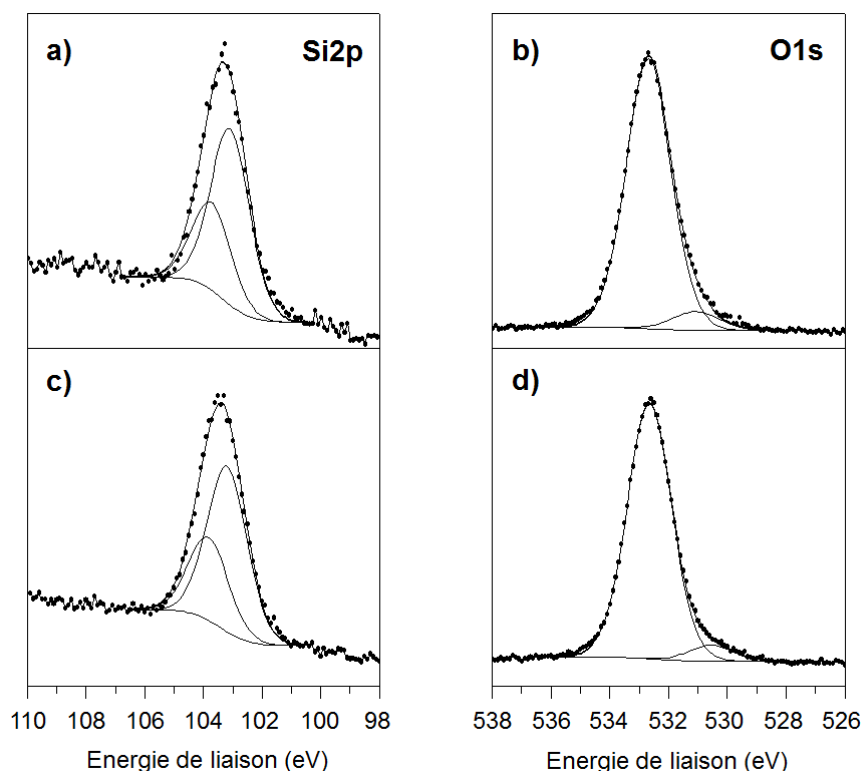 a) Si2p
b) O1s
c)
d)
110 108 106 104 102 100 98
538 536 534 532 530 528 526
Energie de liaison (eV)
Energie de liaison (eV)